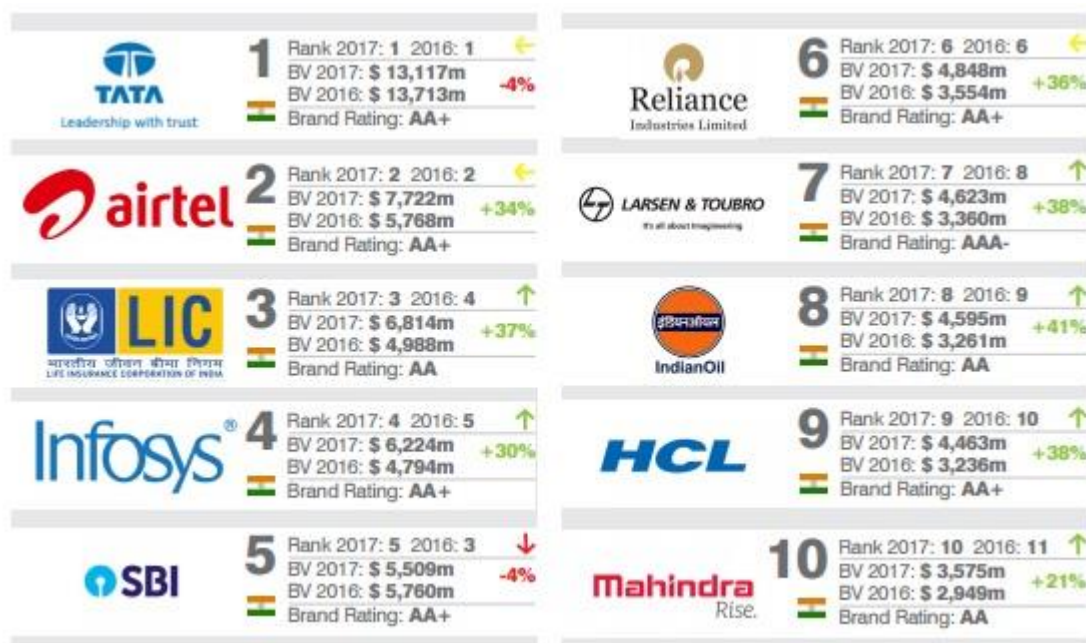 TATA
Leadership with trust
1
Rank 2017: 1 2016: 1
BV 2017: $ 13,117m
BV 2016: $ 13,713m
-4%
Brand Rating: AA+
airtel
2
Rank 2017: 2 2016: 2
BV 2017: $ 7,722m
BV 2016: $ 5,768m
+34%
Brand Rating: AA+
LIC
भारतीय जीवन बीमा निगम
LIFE INSURANCE CORPORATION OF INDIA
3
Rank 2017: 3 2016: 4
BV 2017: $ 6,814m
BV 2016: $ 4,988m
+37%
Brand Rating: AA
Infosys®
4
Rank 2017: 4 2016: 5
BV 2017: $ 6,224m
BV 2016: $ 4,794m
+30%
Brand Rating: AA+
SBI
5
Rank 2017: 5 2016: 3
BV 2017: $ 5,509m
BV 2016: $ 5,760m
-4%
Brand Rating: AA+
Reliance
Industries Limited
6
Rank 2017: 6 2016: 6
BV 2017: $ 4,848m
BV 2016: $ 3,554m
+36%
Brand Rating: AA+
LARSEN & TOUBRO
It's all about Imagineering
7
Rank 2017: 7 2016: 8
BV 2017: $ 4,623m
BV 2016: $ 3,360m
+38%
Brand Rating: AAA-
इंडियनऑयल
IndianOil
8
Rank 2017: 8 2016: 9
BV 2017: $ 4,595m
BV 2016: $ 3,261m
+41%
Brand Rating: AA
HCL
9
Rank 2017: 9 2016: 10
BV 2017: $ 4,463m
BV 2016: $ 3,236m
+38%
Brand Rating: AA+
Mahindra
Rise.
10
Rank 2017: 10 2016: 11
BV 2017: $ 3,575m
BV 2016: $ 2,949m
+21%
Brand Rating: AA